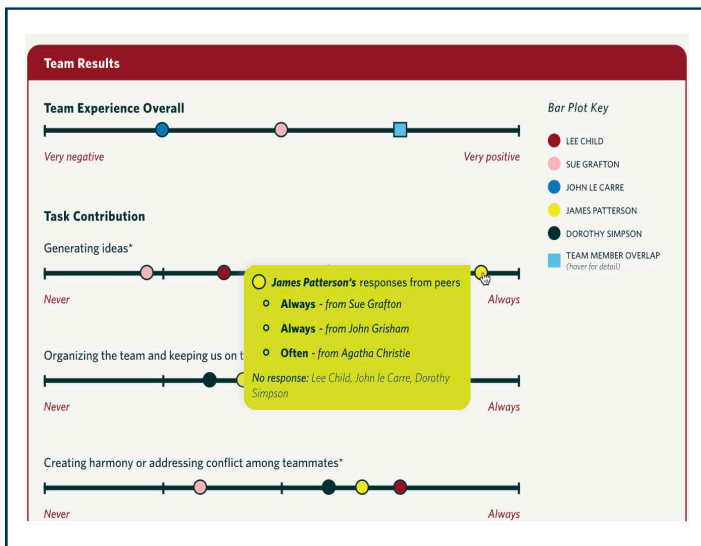 Team Results
Team Experience Overall
Very negative
Very positive
Bar Plot Key
LEE CHILD
SUE GRAFTON
JOHN LE CARRE
JAMES PATTERSON
DOROTHY SIMPSON
TEAM MEMBER OVERLAP
(hover for detail)
Task Contribution
Generating ideas*
Never
Always
James Patterson's responses from peers
Always - from Sue Grafton
Always - from John Grisham
Often - from Agatha Christie
No response: Lee Child, John le Carre, Dorothy
Simpson
Organizing the team and keeping us on
Never
Always
Creating harmony or addressing conflict among teammates*
Never
Always